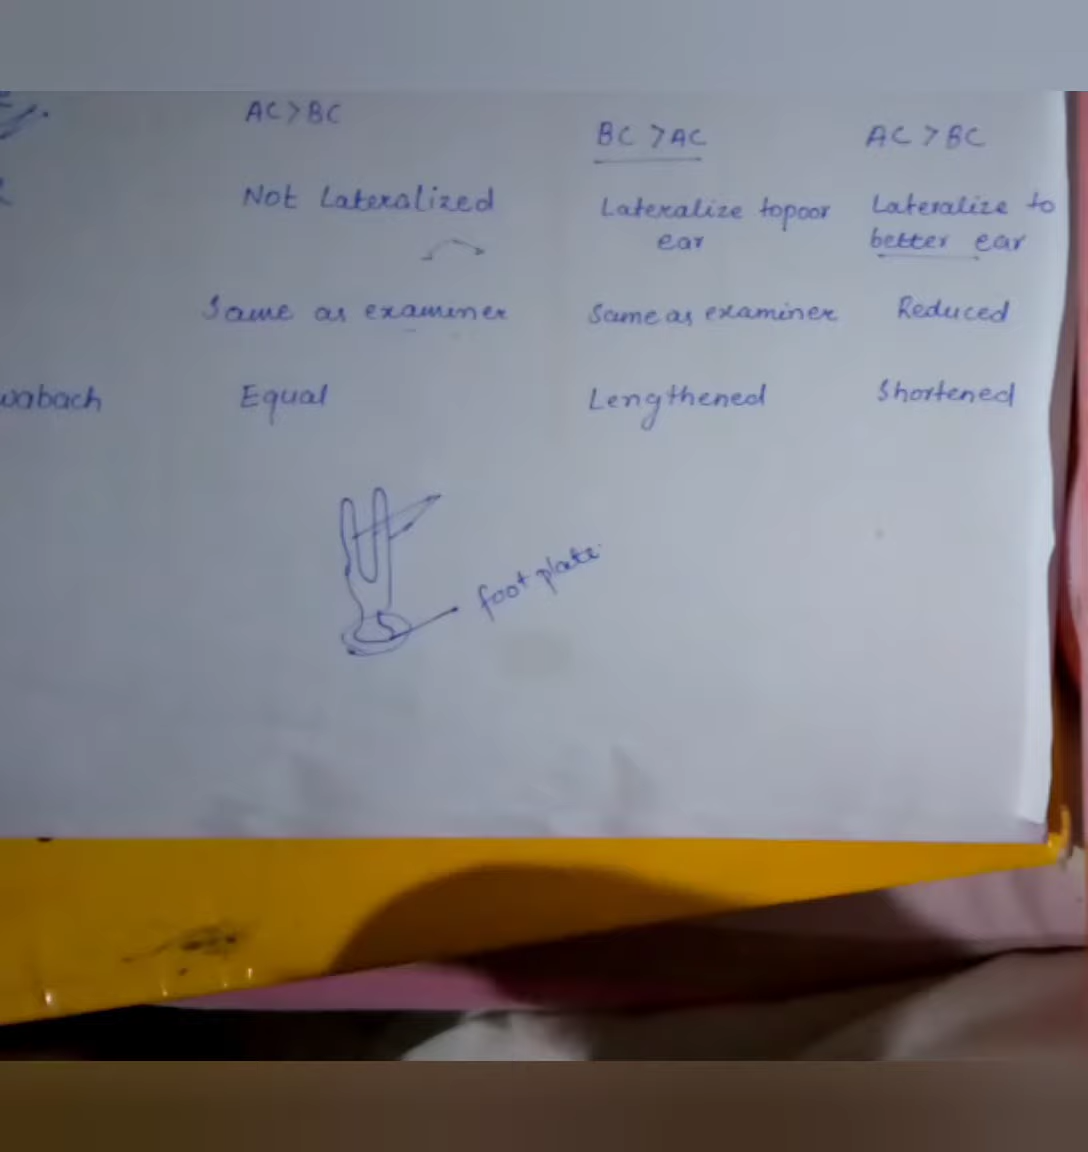 AC > BC
BC > AC
AC > BC
Not Lateralized
Lateralize to poor
ear
Lateralize to
better ear
Same as examiner
Same as examiner
Reduced
wabach
Equal
Lengthened
Shortened
foot plate